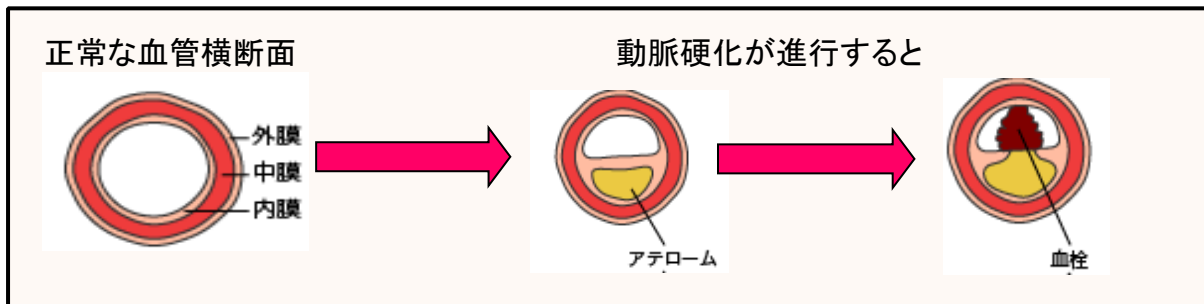 正常な血管横断面
動脈硬化が進行すると
外膜
中膜
内膜
アテローム
血栓